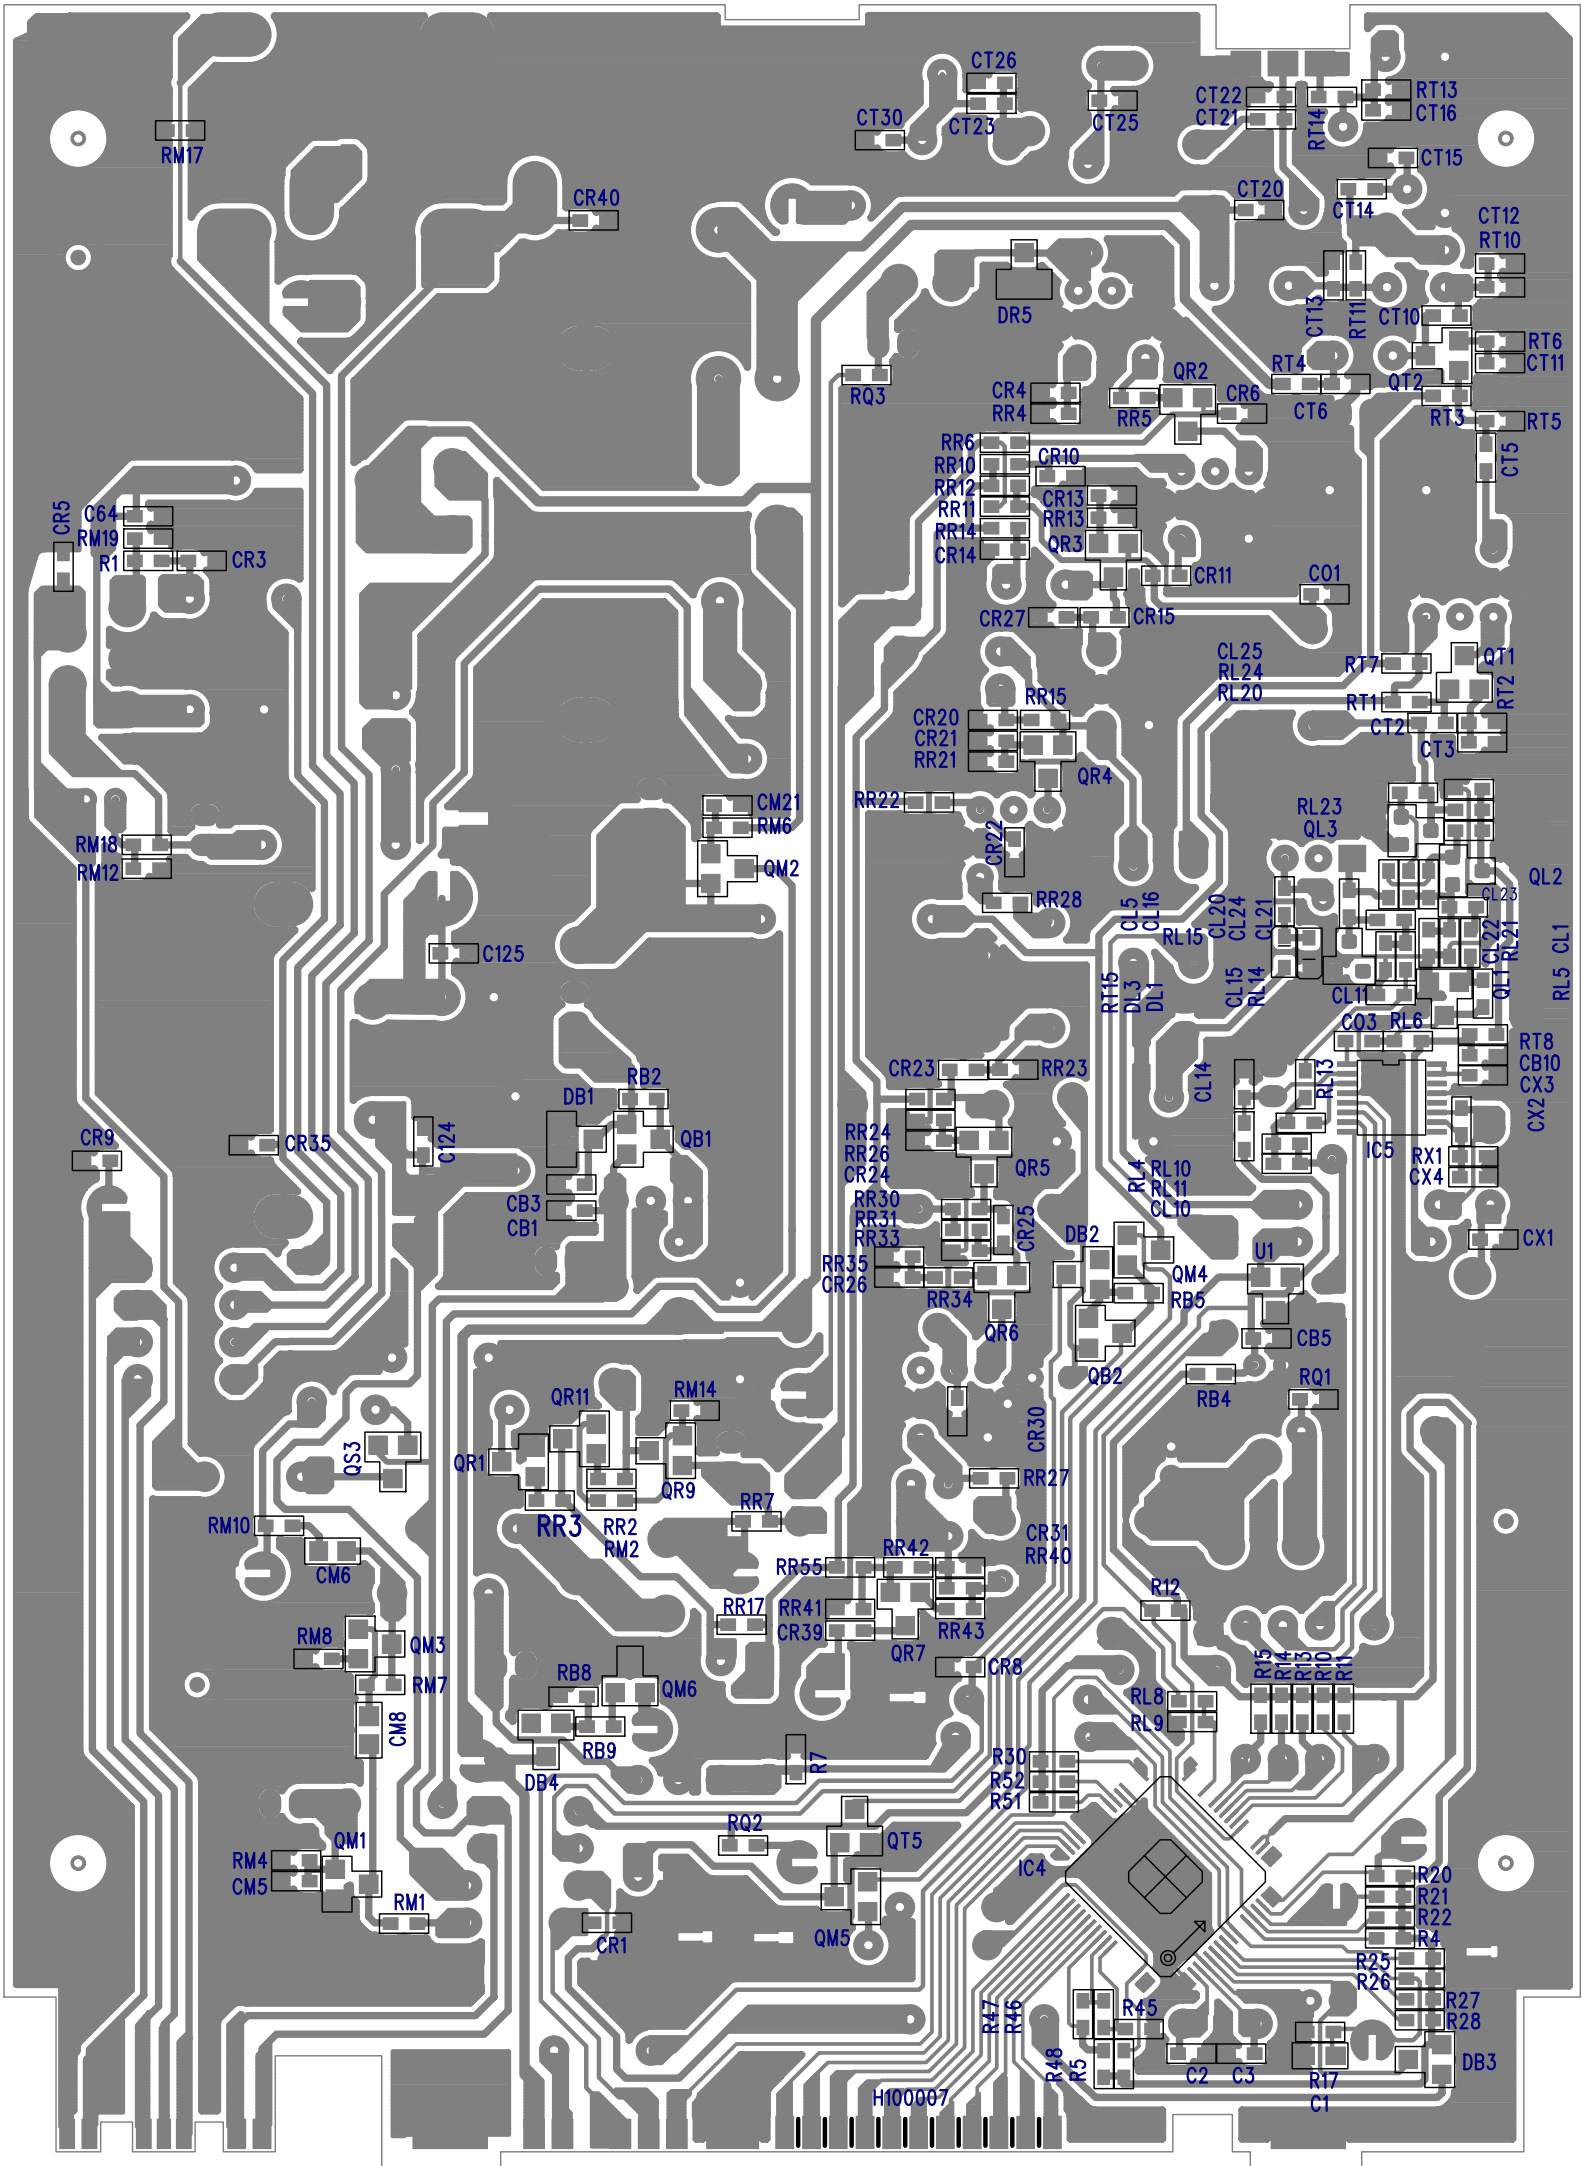 CT26
CT22
RT13
CT30
CT23
CT25
CT21
RT14
CT16
RM17
CT15
CR40
CT20
CT14
CT12
RT10
DR5
CT13
RT11
CT10
RT6
CT11
RQ3
CR4
RR4
RR5
QR2
CR6
RT4
CT6
QT2
RT3
RT5
RR6
RR10
CR10
CT5
RR12
CR13
RR11
RR13
RR14
QR3
CR14
CR11
CR5
C64
RM19
R1
CR3
CO1
CR27
CR15
CL25
RL24
RL20
RT7
QT1
RT1
RT2
RR15
CR20
CR21
RR21
CT2
CT3
QR4
CM21
RM6
RR22
RL23
QL3
CR22
RM18
RM12
QM2
QL2
RR28
CL5
CL16
CL20
CL24
CL21
CL23
C125
RL15
CL22
RL21
CL1
RT15
DL3
DL1
CL15
RL14
CL11
QL1
RL5
CO3
RL6
RT8
CB10
CX3
CR23
RR23
CL14
RL13
CX2
DB1
RB2
CR9
CR35
C124
QB1
RR24
RR26
CR24
QR5
RL4
RL10
RL11
CL10
IC5
RX1
CX4
CB3
CB1
RR30
RR31
RR33
CR25
DB2
U1
CX1
RR35
CR26
RR34
QM4
RB5
QR6
CB5
QB2
RB4
RQ1
QR11
RM14
CR30
QS3
QR1
QR9
RR27
RM10
RR3
RR2
RM2
RR7
CR31
RR40
CM6
RR55
RR42
R12
RM8
QM3
RR17
RR41
CR39
QR7
RR43
RM7
CR8
R15
R14
R13
R10
R11
RB8
QM6
RL8
RL9
CM8
RB9
DB4
R7
R30
R52
R51
QM1
RQ2
QT5
RM4
CM5
IC4
R20
R21
R22
R4
RM1
CR1
QM5
R25
R26
R27
R28
R47
R46
R45
R48
R5
C2
C3
R17
C1
DB3
H100007